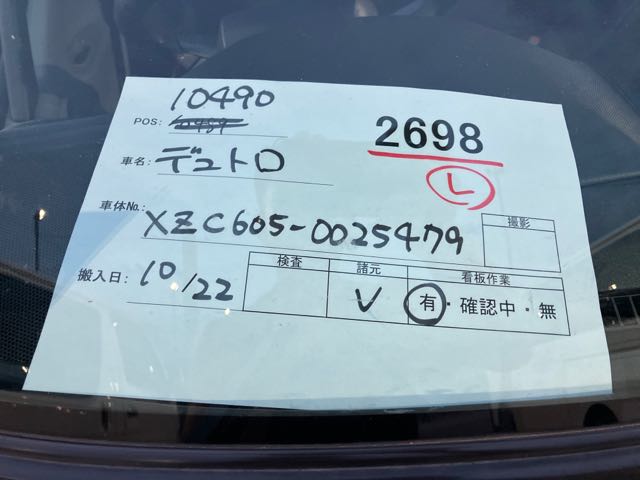 10490
POS:
2698
車名: デュトロ
L
車体No.: XZC605-0025479
撮影
搬入日: 10/22
検査 諸元 看板作業
V 有・確認中・無